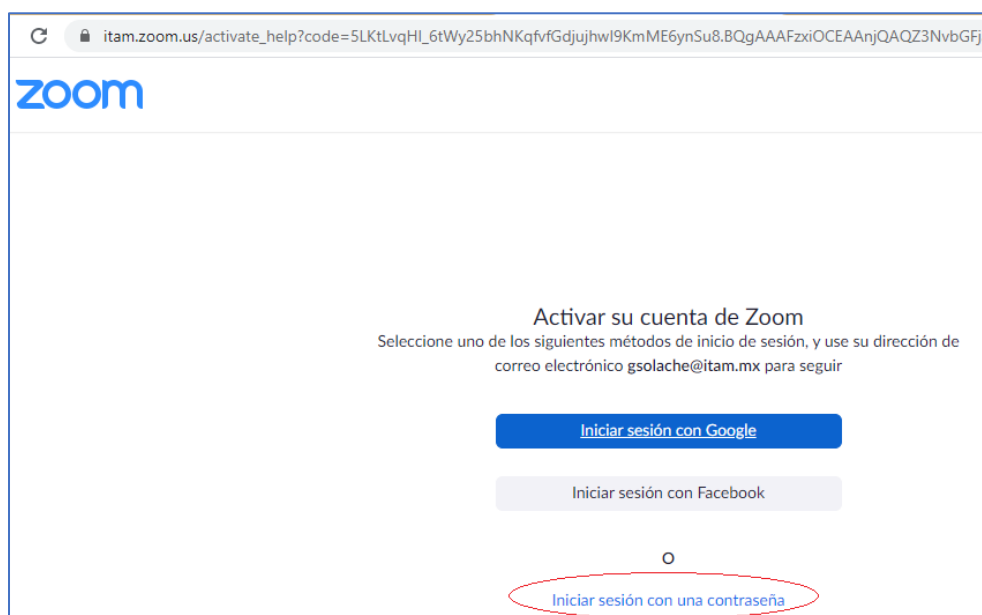 itam.zoom.us/activate_help?code=5LKtLvqHI_6tWy25bhNKqfvfGdjujhwI9KmME6ynSu8.BQgAAAFzxiOCEAAnjQAQZ3NvbGFj
zoom
Activar su cuenta de Zoom
Seleccione uno de los siguientes métodos de inicio de sesión, y use su dirección de
correo electrónico gsolache@itam.mx para seguir
Iniciar sesión con Google
Iniciar sesión con Facebook
O
Iniciar sesión con una contraseña